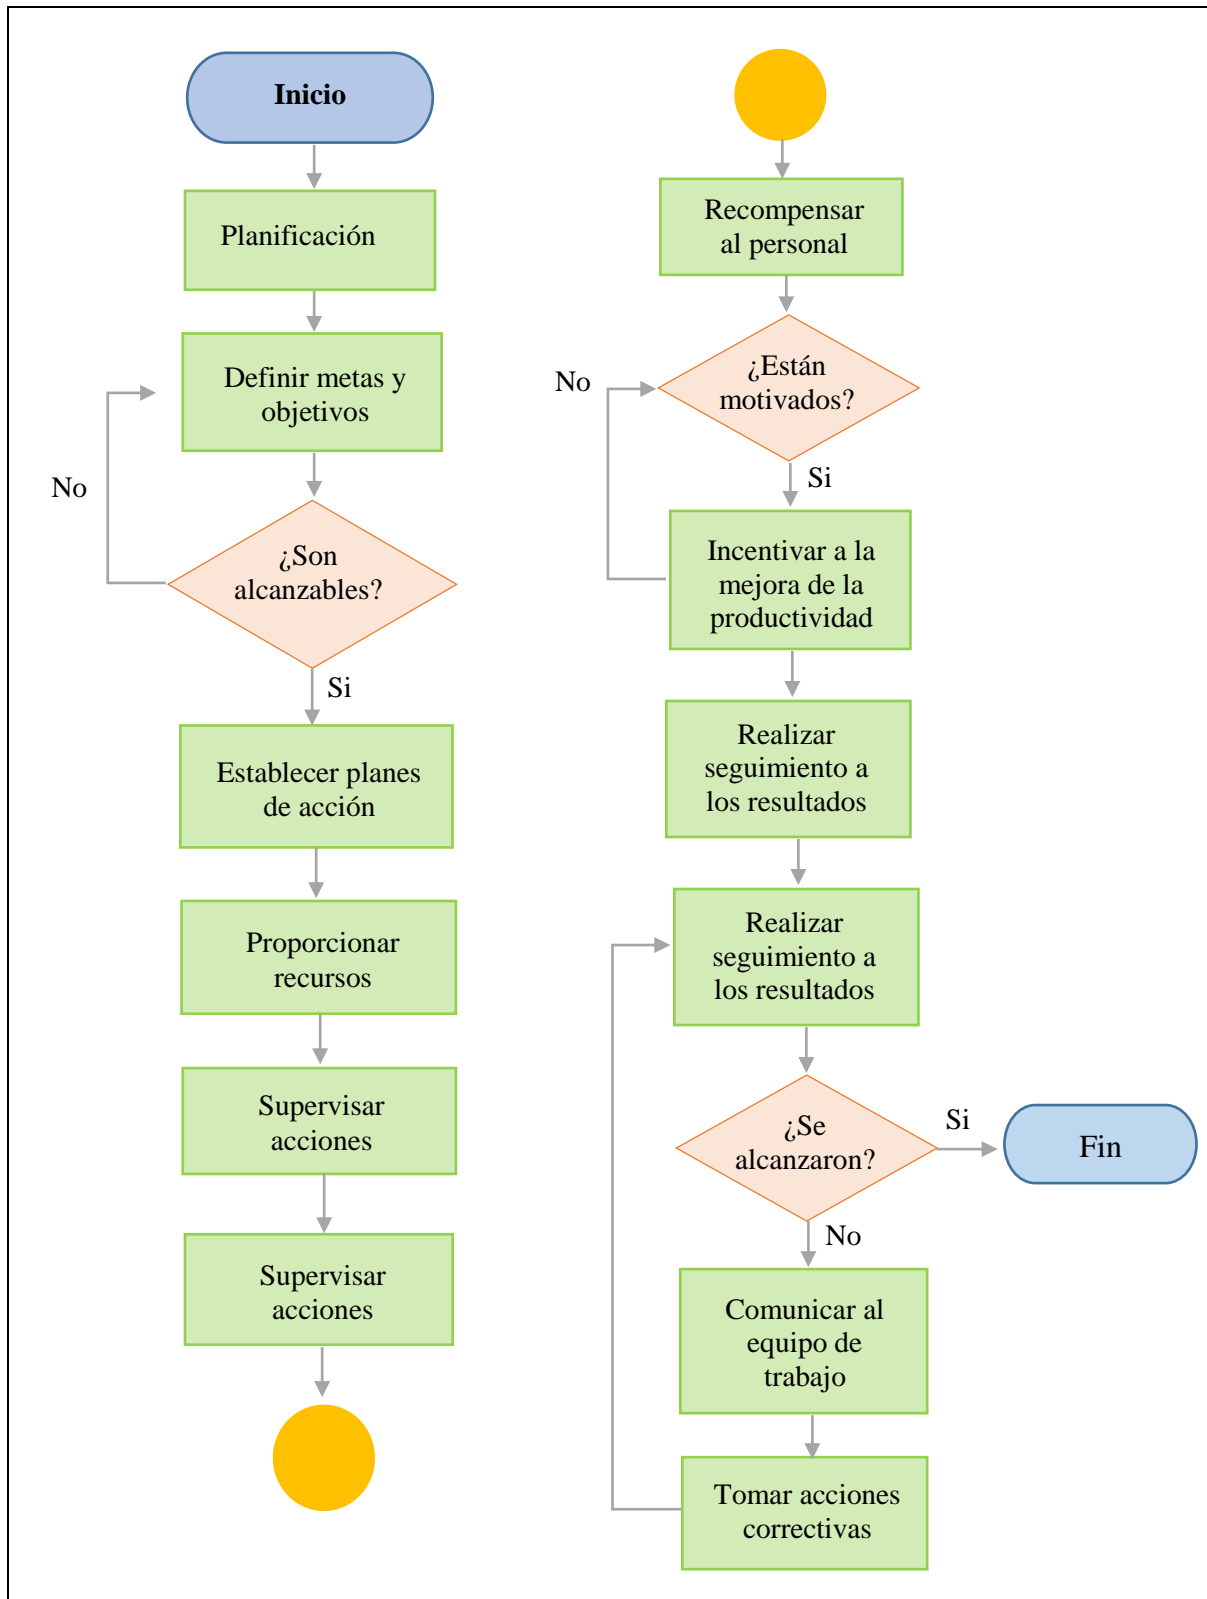 Inicio
Planificación
Definir metas y
objetivos
No
¿Son
alcanzables?
Si
Establecer planes
de acción
Proporcionar
recursos
Supervisar
acciones
Supervisar
acciones
Recompensar
al personal
¿Están
motivados?
No
Si
Incentivar a la
mejora de la
productividad
Realizar
seguimiento a
los resultados
Realizar
seguimiento a
los resultados
¿Se
alcanzaron?
Si
Fin
No
Comunicar al
equipo de
trabajo
Tomar acciones
correctivas